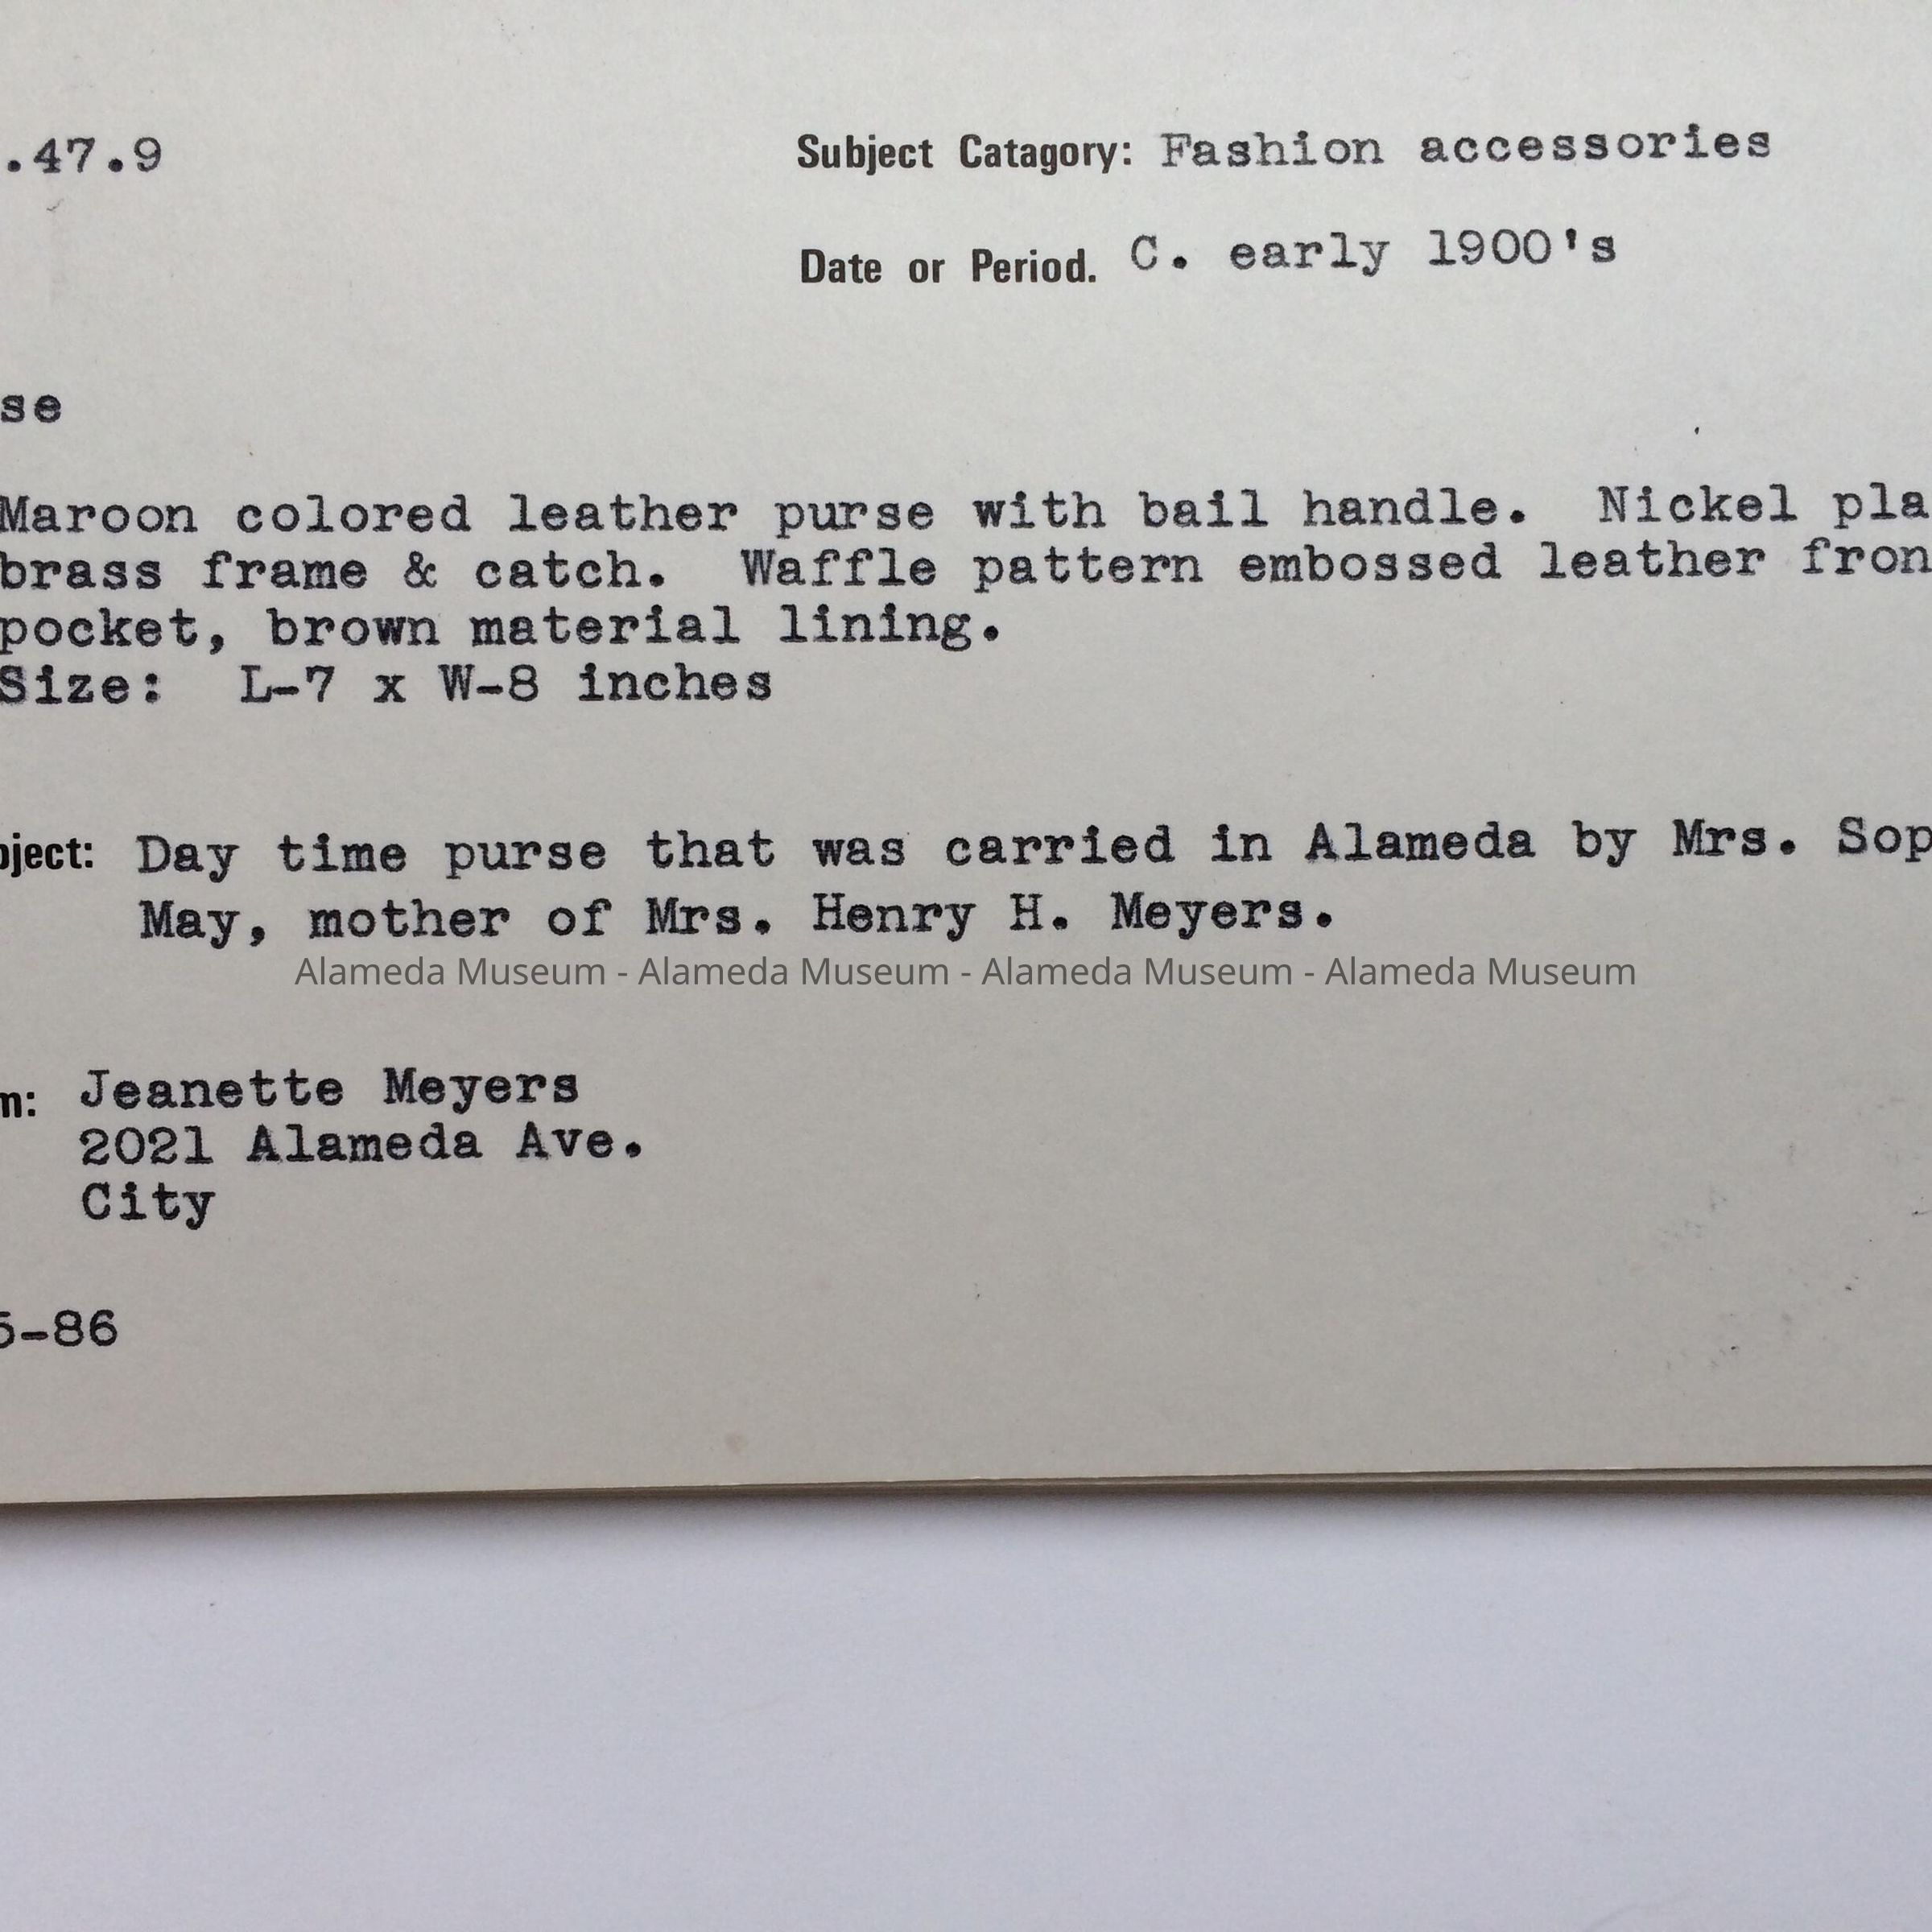 .47.9 Subject Catagory: Fashion accessories
Date or Period. C. early 1900's
se
Maroon colored leather purse with bail handle. Nickel pla
brass frame & catch. Waffle pattern embossed leather fron
pocket, brown material lining.
Size: L-7 x W-8 inches
bject: Day time purse that was carried in Alameda by Mrs. Sop
May, mother of Mrs. Henry H. Meyers.
Alameda Museum - Alameda Museum - Alameda Museum - Alameda Museum
m: Jeanette Meyers
2021 Alameda Ave.
City
5-86